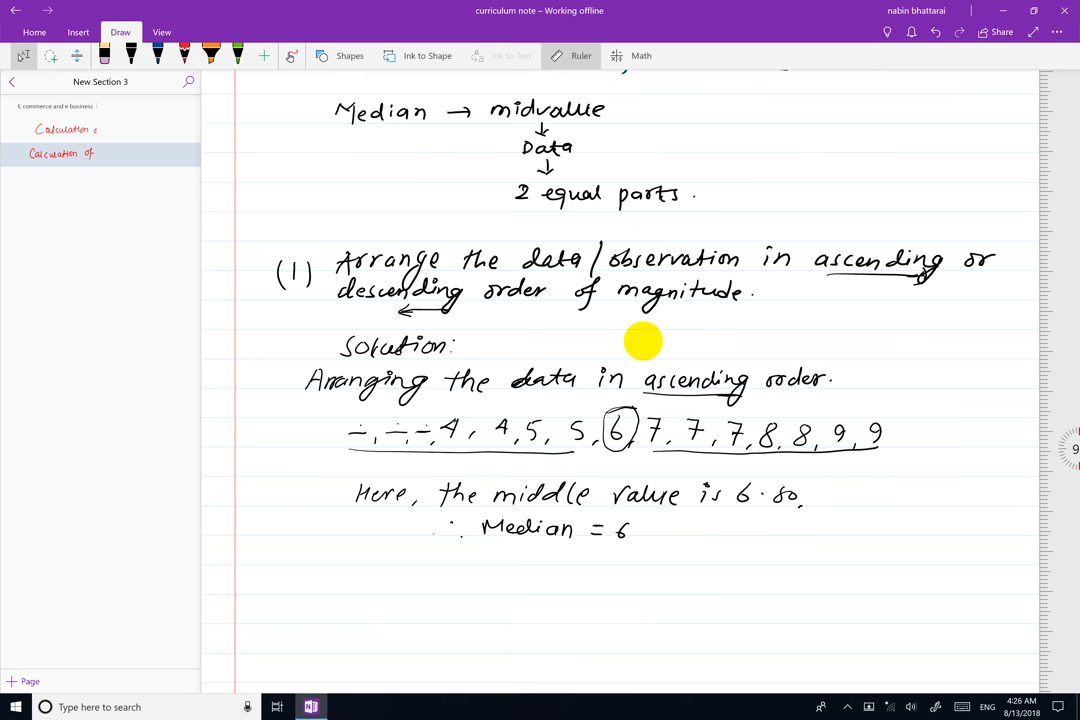 curriculum note – Working offline
nabin bhattarai
Home
Insert
Draw
View
Share
Shapes
Ink to Shape
Ink to Text
Ruler
Math
New Section 3
E commerce and e business :
Calculation c
Calculation of
Median → midvalue
Data
2 equal parts.
(1) Arrange the data/observation in ascending or
descending order of magnitude.
Solution:
Arranging the data in ascending order.
4, 4, 5, 5, 6, 7, 7, 7, 8, 8, 9, 9
Here, the middle value is 6. so,
∴ Median = 6
9
+ Page
Type here to search
ENG
4:26 AM
8/13/2018